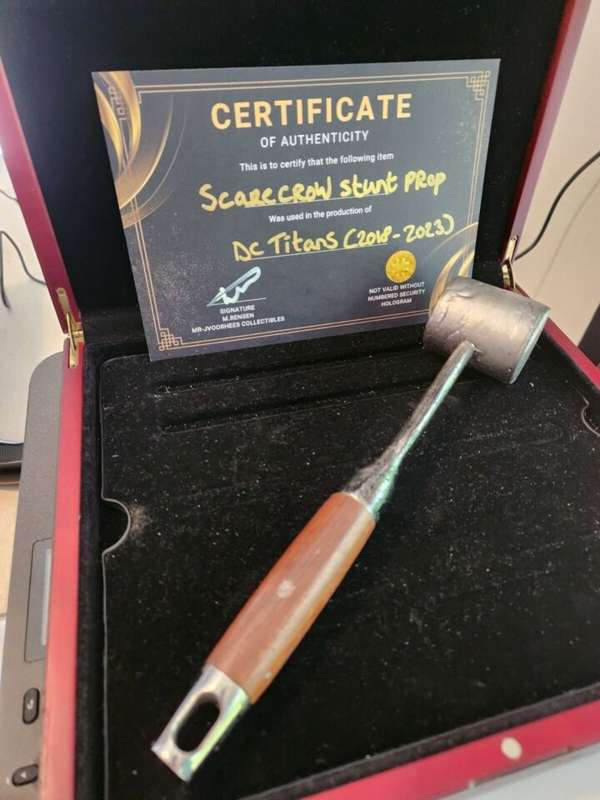 CERTIFICATE
OF AUTHENTICITY
This is to certify that the following item
Scarecrow stunt PRop
Was used in the production of
DC Titans (2018-2023)
SIGNATURE
M.RENSEN
MR-JVOORHEES COLLECTIBLES
NOT VALID WITHOUT
NUMBERED SECURITY
HOLOGRAM